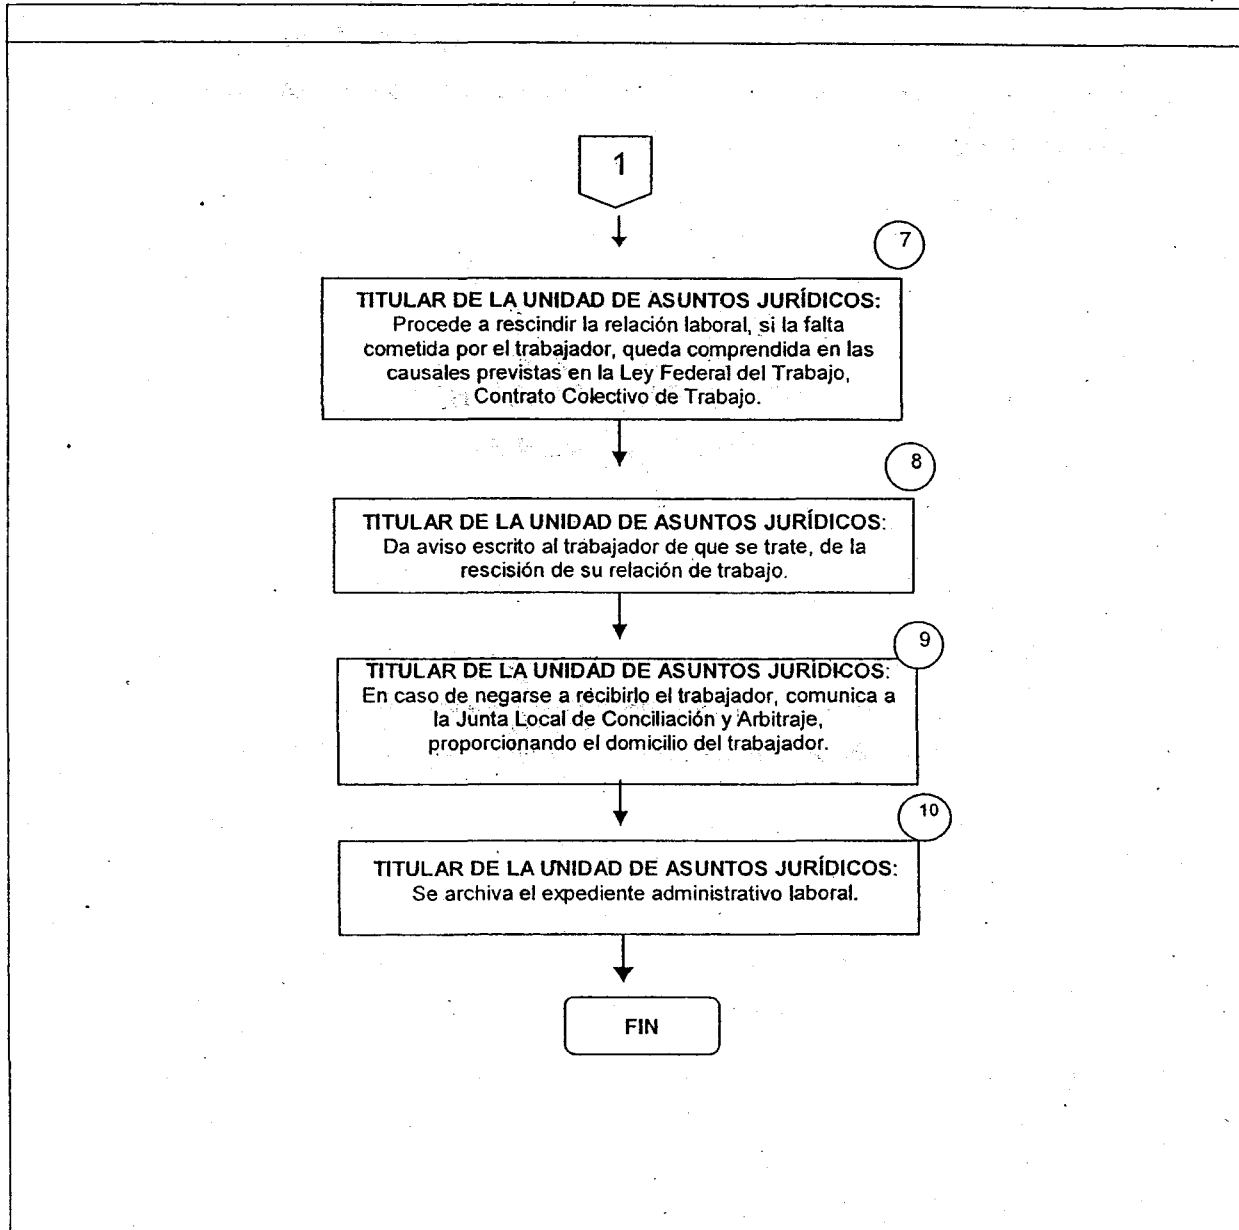 1
7
TITULAR DE LA UNIDAD DE ASUNTOS JURÍDICOS:
Procede a rescindir la relación laboral, si la falta
cometida por el trabajador, queda comprendida en las
causales previstas en la Ley Federal del Trabajo,
Contrato Colectivo de Trabajo.
8
TITULAR DE LA UNIDAD DE ASUNTOS JURÍDICOS:
Da aviso escrito al trabajador de que se trate, de la
rescisión de su relación de trabajo.
9
TITULAR DE LA UNIDAD DE ASUNTOS JURÍDICOS:
En caso de negarse a recibirlo el trabajador, comunica a
la Junta Local de Conciliación y Arbitraje,
proporcionando el domicilio del trabajador.
10
TITULAR DE LA UNIDAD DE ASUNTOS JURÍDICOS:
Se archiva el expediente administrativo laboral.
FIN